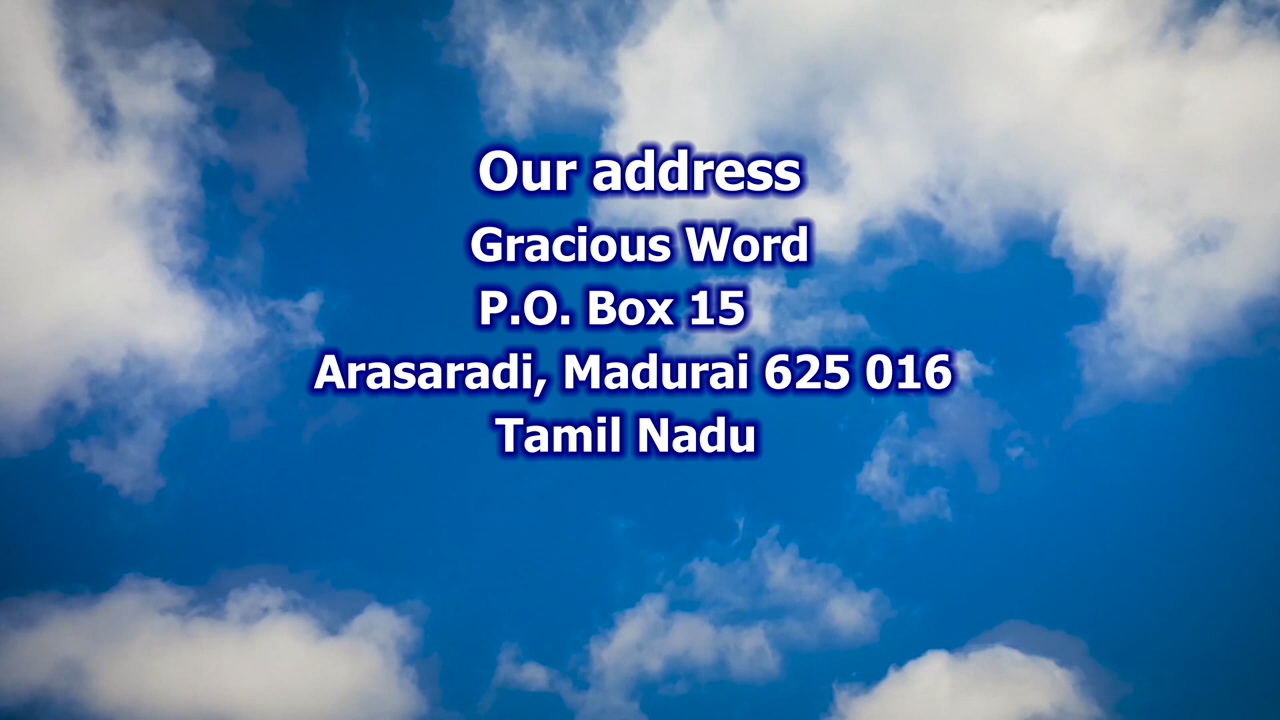 Our address
Gracious Word
P.O. Box 15
Arasaradi, Madurai 625 016
Tamil Nadu